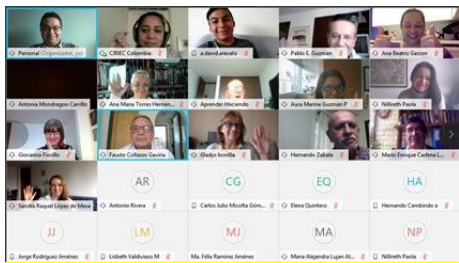 Personal (Organizador, yo)
CIRIEC Colombia
a.david.arevalo
Pablo E. Guzmán
Ana Beatriz Garzon
Antonia Mondragon Carrillo
Ana Maria Torres Hernán...
Aprender Haciendo
Aura Marina Guzmán P
Nillireth Paola
Giovanna Fiorillo
Fausto Collazos Gaviria
Gladys bonilla
Hernando Zabala
Mario Enrique Cadena L...
Sandra Raquel López de Mesa
AR
Antonio Rivera
CG
Carlos Julio Micolta Góm...
EQ
Elena Quintero
HA
Hernando Cambindo a
JJ
Jorge Rodriguez Jiménez
LM
Lisbeth Valdivieso M
MJ
Ma. Félix Ramírez Jiménez
MA
Maria Alejandra Lujan Al...
NP
Nillireth Paola